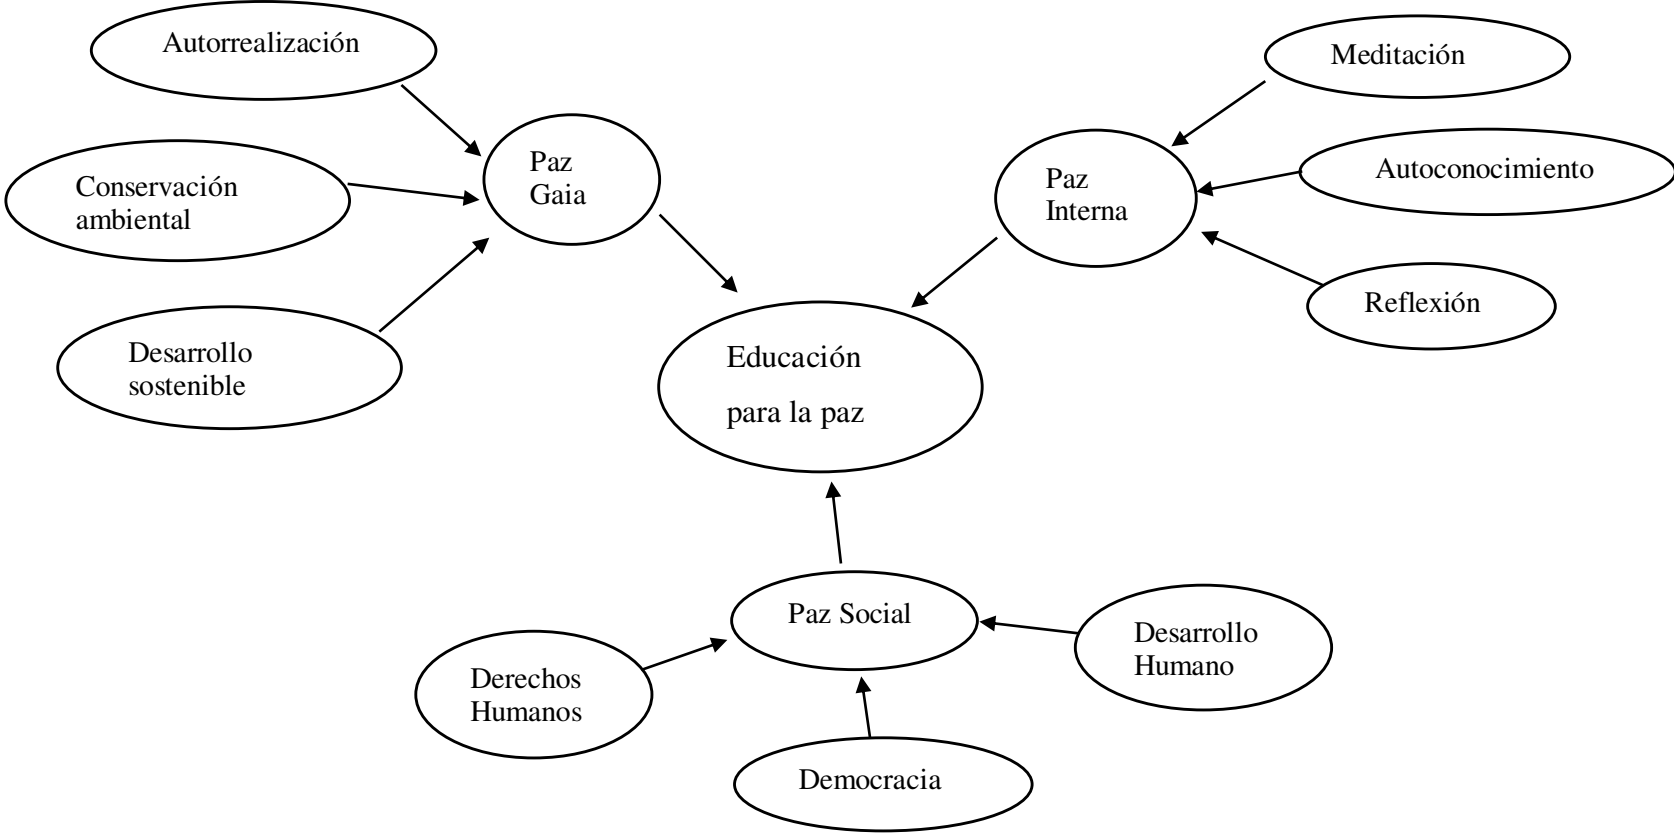 Autorrealización
Meditación
Paz
Gaia
Conservación
ambiental
Paz
Interna
Autoconocimiento
Desarrollo
sostenible
Reflexión
Educación
para la paz
Paz Social
Derechos
Humanos
Desarrollo
Humano
Democracia